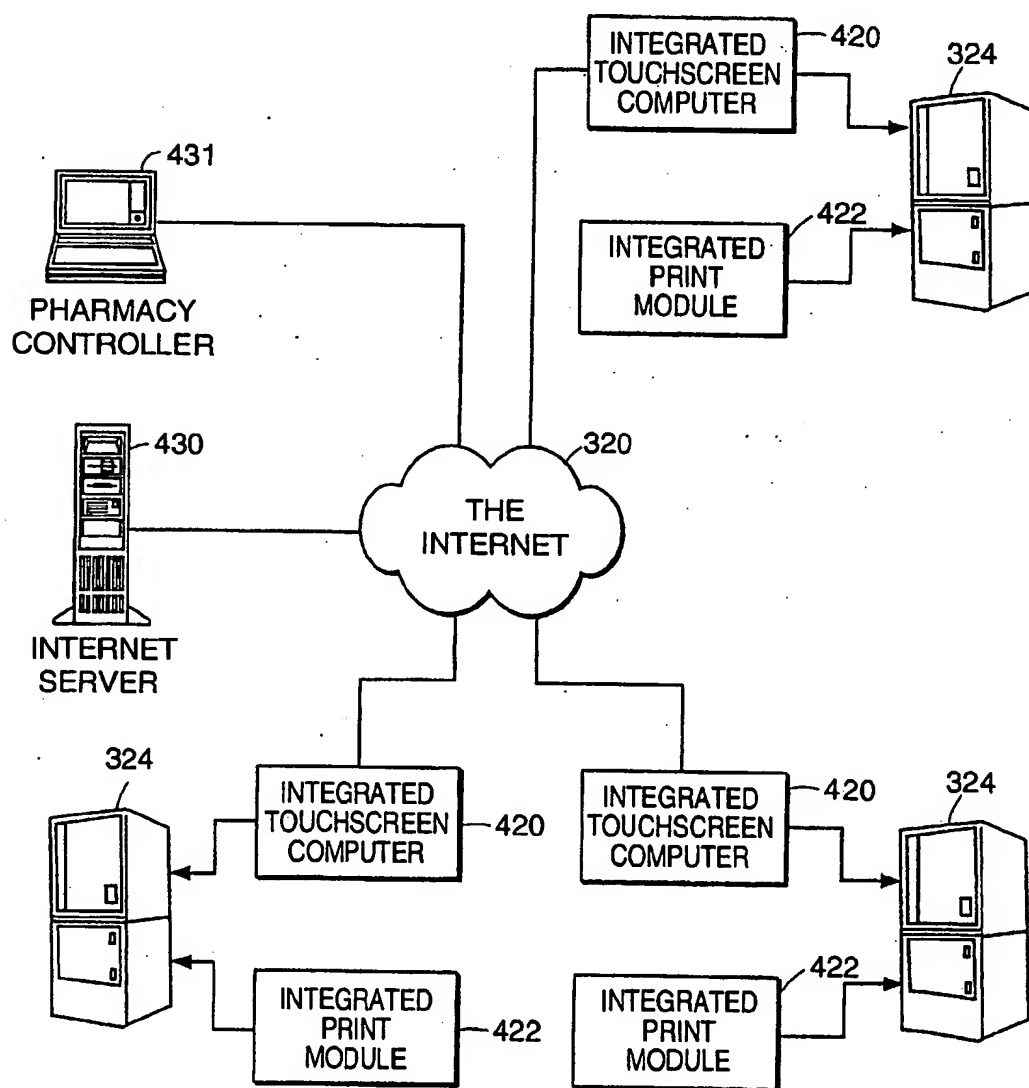 420
INTEGRATED
TOUCHSCREEN
COMPUTER
324
431
422
INTEGRATED
PRINT
MODULE
PHARMACY
CONTROLLER
430
320
THE
INTERNET
INTERNET
SERVER
324
INTEGRATED
TOUCHSCREEN
COMPUTER
420
INTEGRATED
TOUCHSCREEN
COMPUTER
420
324
INTEGRATED
PRINT
MODULE
422
INTEGRATED
PRINT
MODULE
422